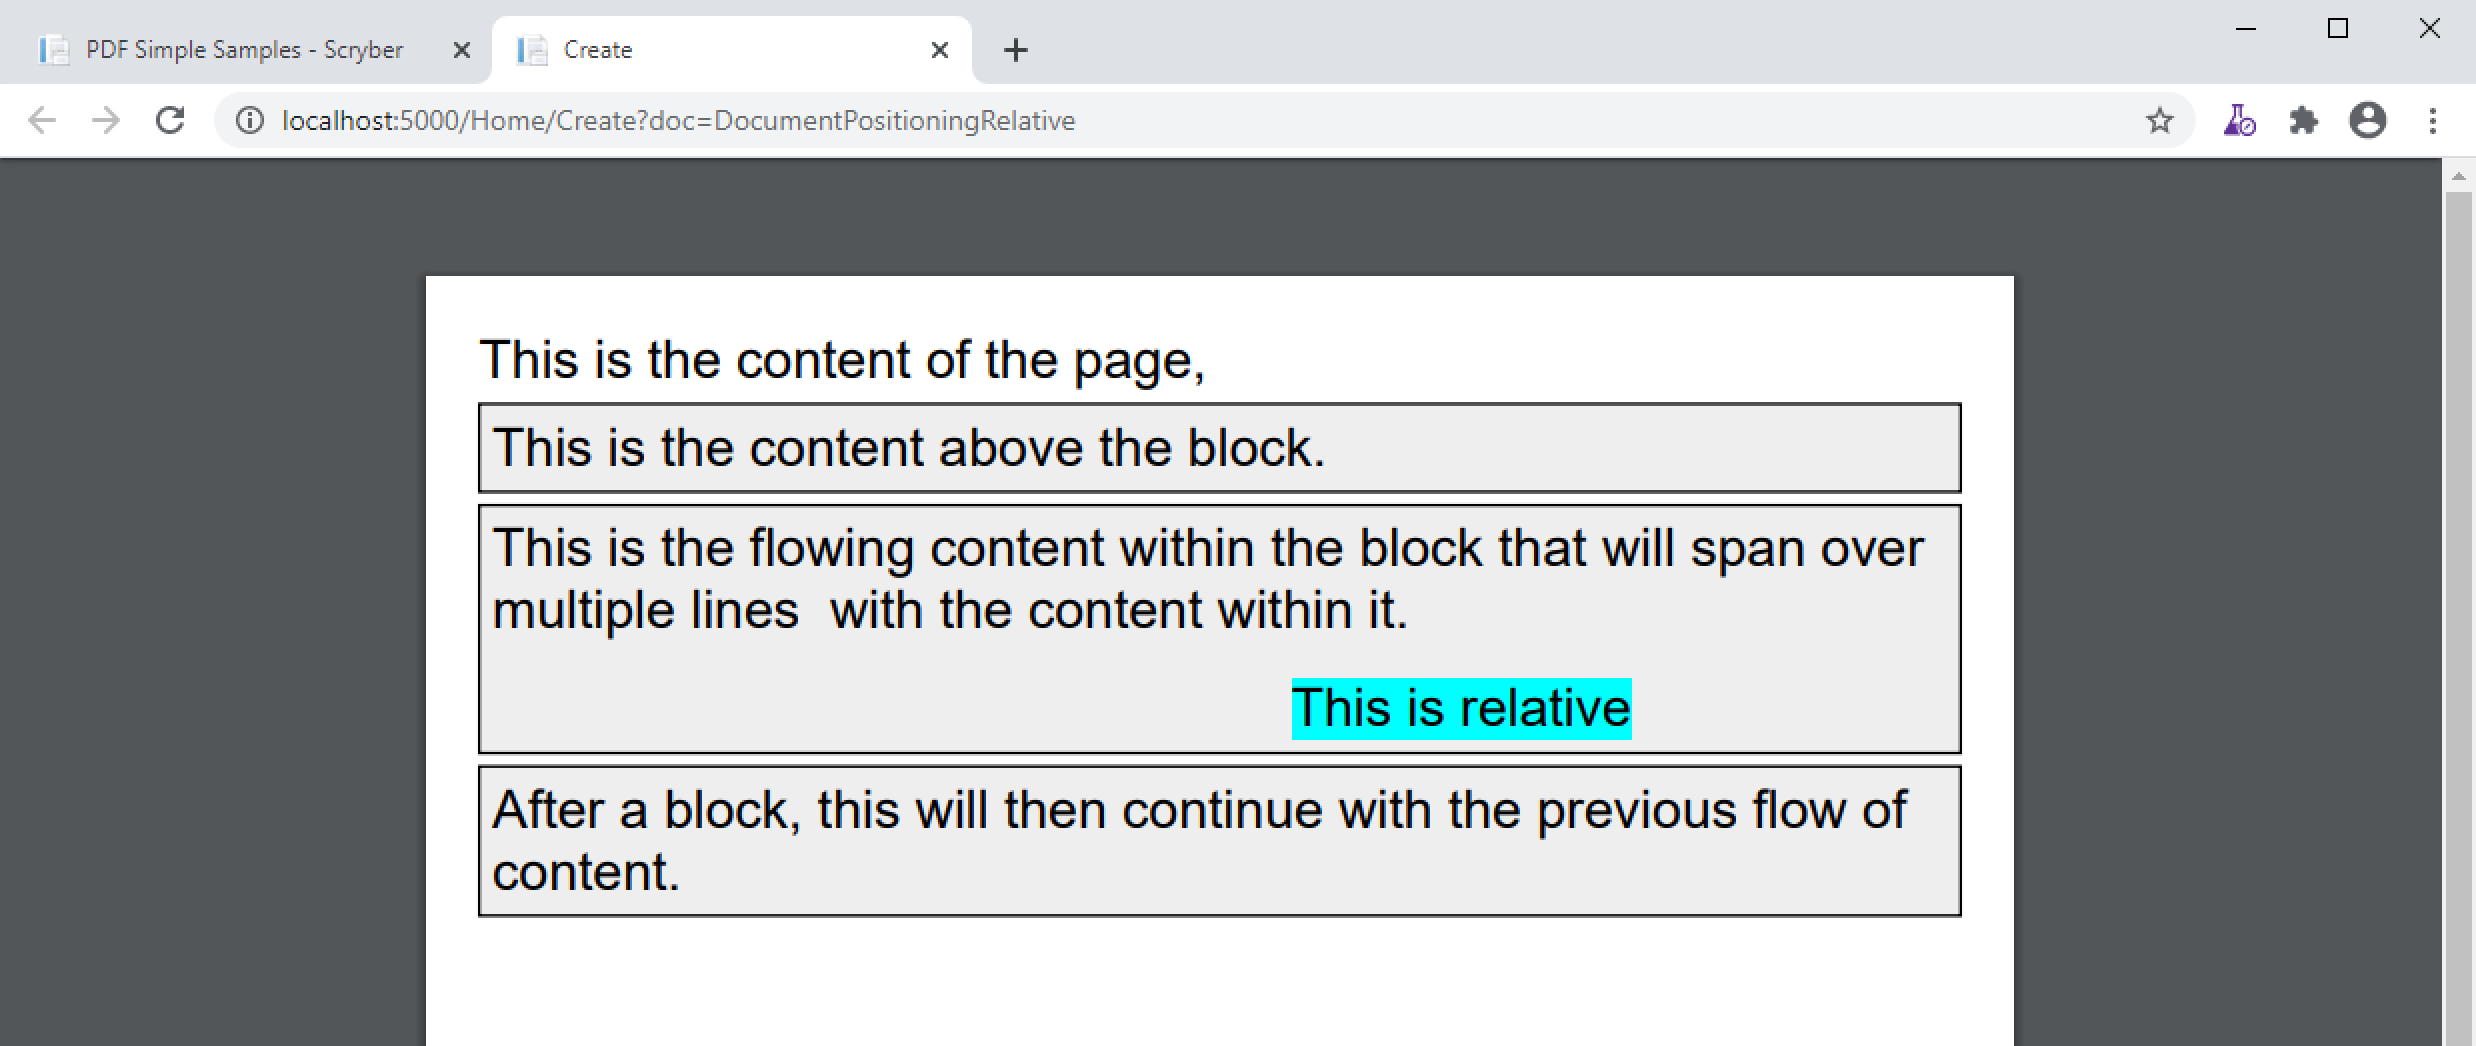 PDF Simple Samples - Scryber
Create
localhost:5000/Home/Create?doc=DocumentPositioningRelative
This is the content of the page,
This is the content above the block.
This is the flowing content within the block that will span over
multiple lines  with the content within it.
This is relative
After a block, this will then continue with the previous flow of
content.